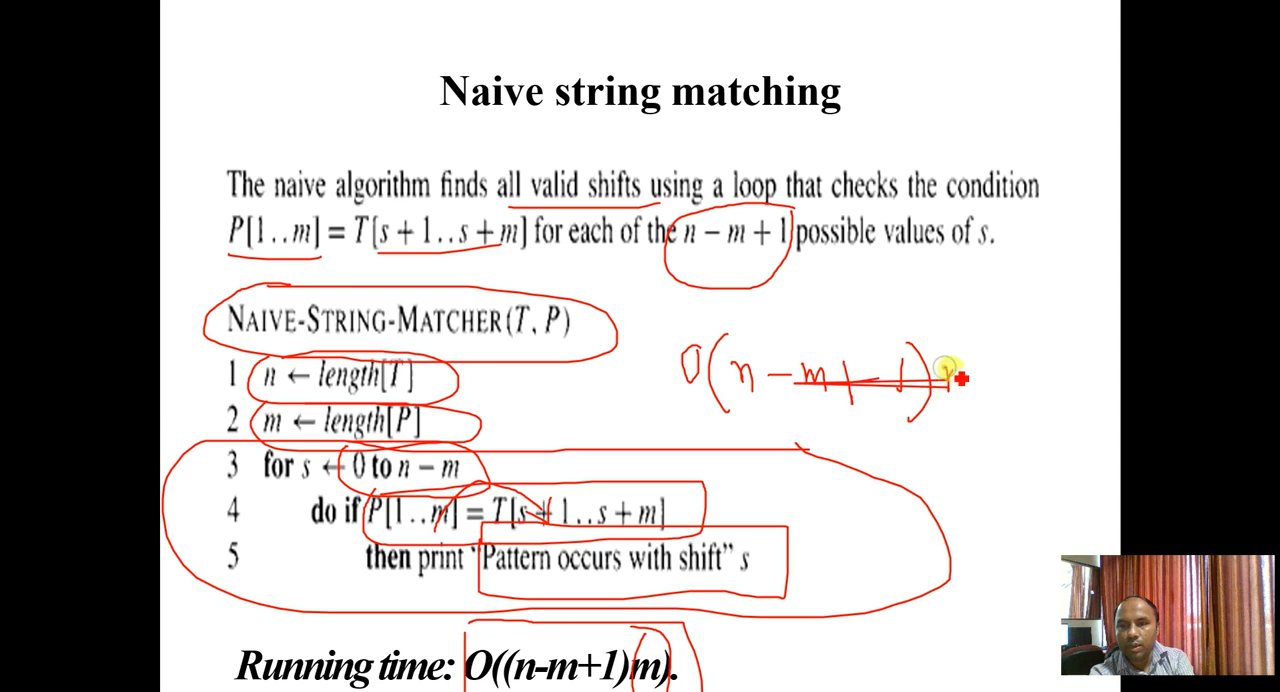 Naive string matching
The naive algorithm finds all valid shifts using a loop that checks the condition
P[1..m] = T[s+1..s+m] for each of the n − m + 1 possible values of s.
NAIVE-STRING-MATCHER(T, P)
1 n ← length[T]
2 m ← length[P]
3 for s ← 0 to n − m
4 do if P[1..m] = T[s+1..s+m]
5 then print "Pattern occurs with shift" s
O(n − m + 1)
Running time: O((n-m+1)m).